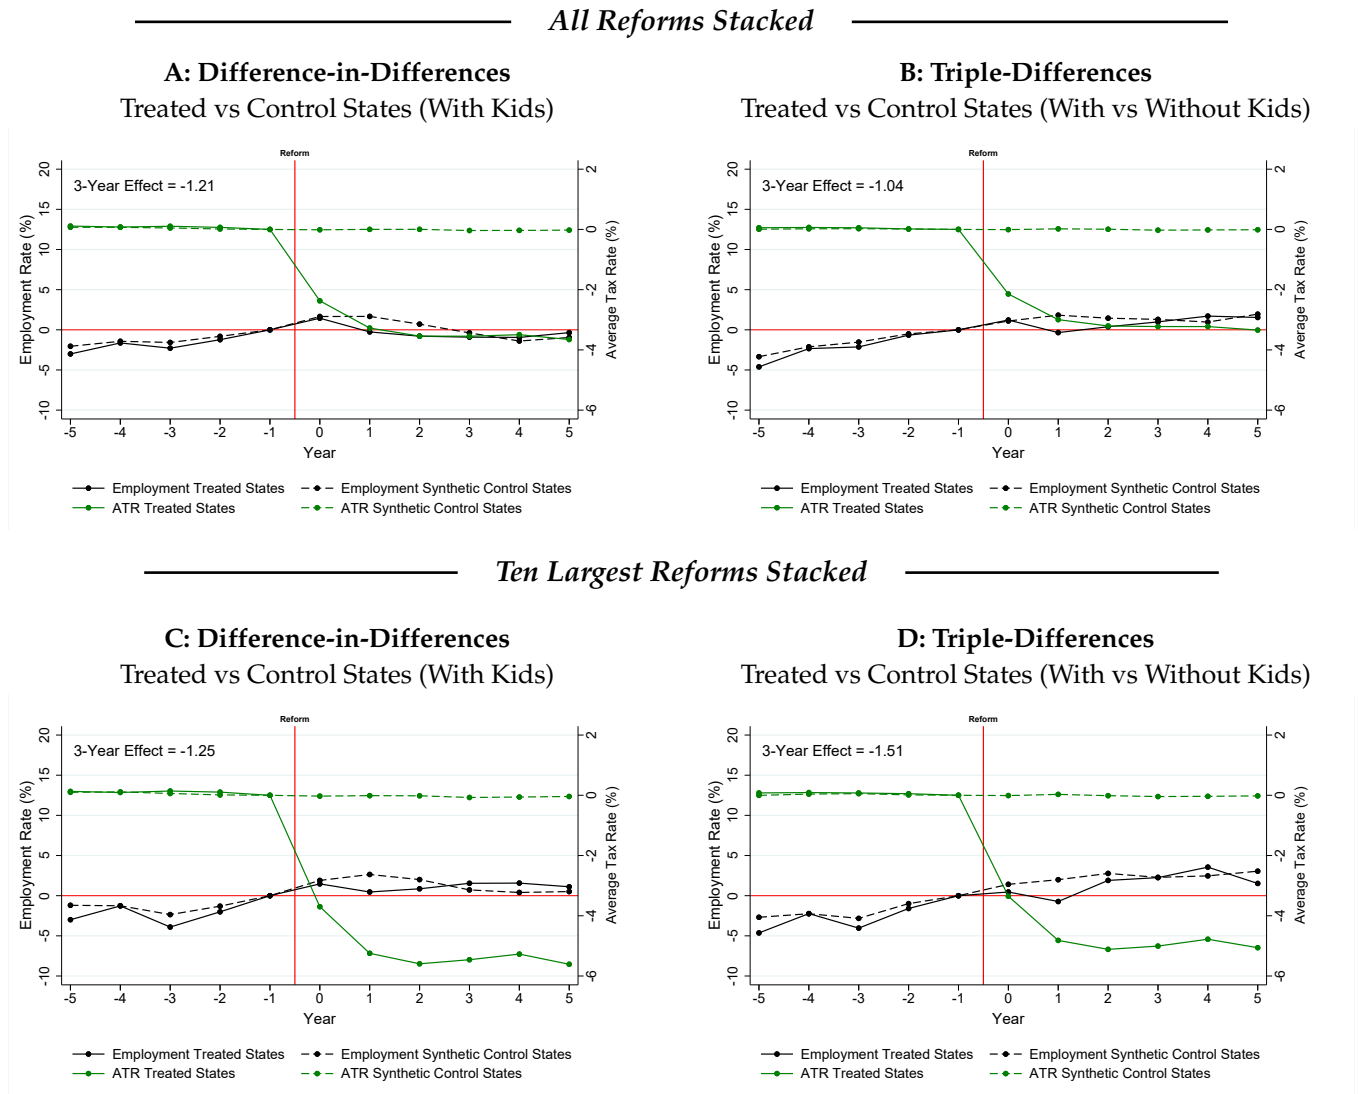 All Reforms Stacked
A: Difference-in-Differences
Treated vs Control States (With Kids)
Reform
3-Year Effect = -1.21
Employment Rate (%)
20
15
10
5
0
-5
-10
Average Tax Rate (%)
2
0
-2
-4
-6
-5 -4 -3 -2 -1 0 1 2 3 4 5
Year
Employment Treated States
Employment Synthetic Control States
ATR Treated States
ATR Synthetic Control States
B: Triple-Differences
Treated vs Control States (With vs Without Kids)
Reform
3-Year Effect = -1.04
Employment Rate (%)
20
15
10
5
0
-5
-10
Average Tax Rate (%)
2
0
-2
-4
-6
-5 -4 -3 -2 -1 0 1 2 3 4 5
Year
Employment Treated States
Employment Synthetic Control States
ATR Treated States
ATR Synthetic Control States
Ten Largest Reforms Stacked
C: Difference-in-Differences
Treated vs Control States (With Kids)
Reform
3-Year Effect = -1.25
Employment Rate (%)
20
15
10
5
0
-5
-10
Average Tax Rate (%)
2
0
-2
-4
-6
-5 -4 -3 -2 -1 0 1 2 3 4 5
Year
Employment Treated States
Employment Synthetic Control States
ATR Treated States
ATR Synthetic Control States
D: Triple-Differences
Treated vs Control States (With vs Without Kids)
Reform
3-Year Effect = -1.51
Employment Rate (%)
20
15
10
5
0
-5
-10
Average Tax Rate (%)
2
0
-2
-4
-6
-5 -4 -3 -2 -1 0 1 2 3 4 5
Year
Employment Treated States
Employment Synthetic Control States
ATR Treated States
ATR Synthetic Control States